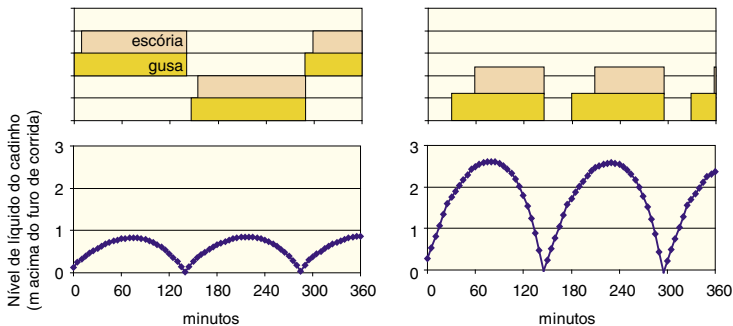 escória
gusa
Nível de líquido do cadinho
(m acima do furo de corrida)
3
2
1
0
0 60 120 180 240 300 360
minutos
3
2
1
0
0 60 120 180 240 300 360
minutos